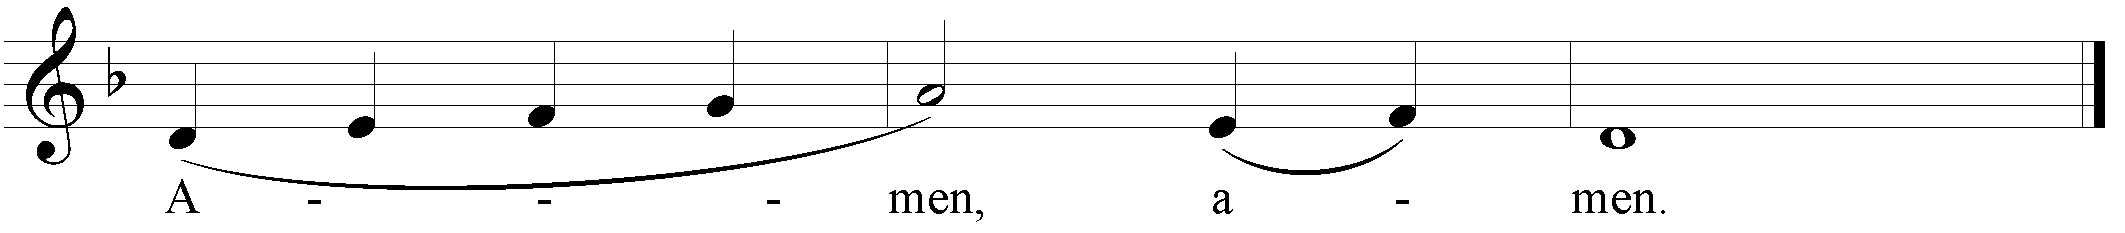 A - - - men, a - men.